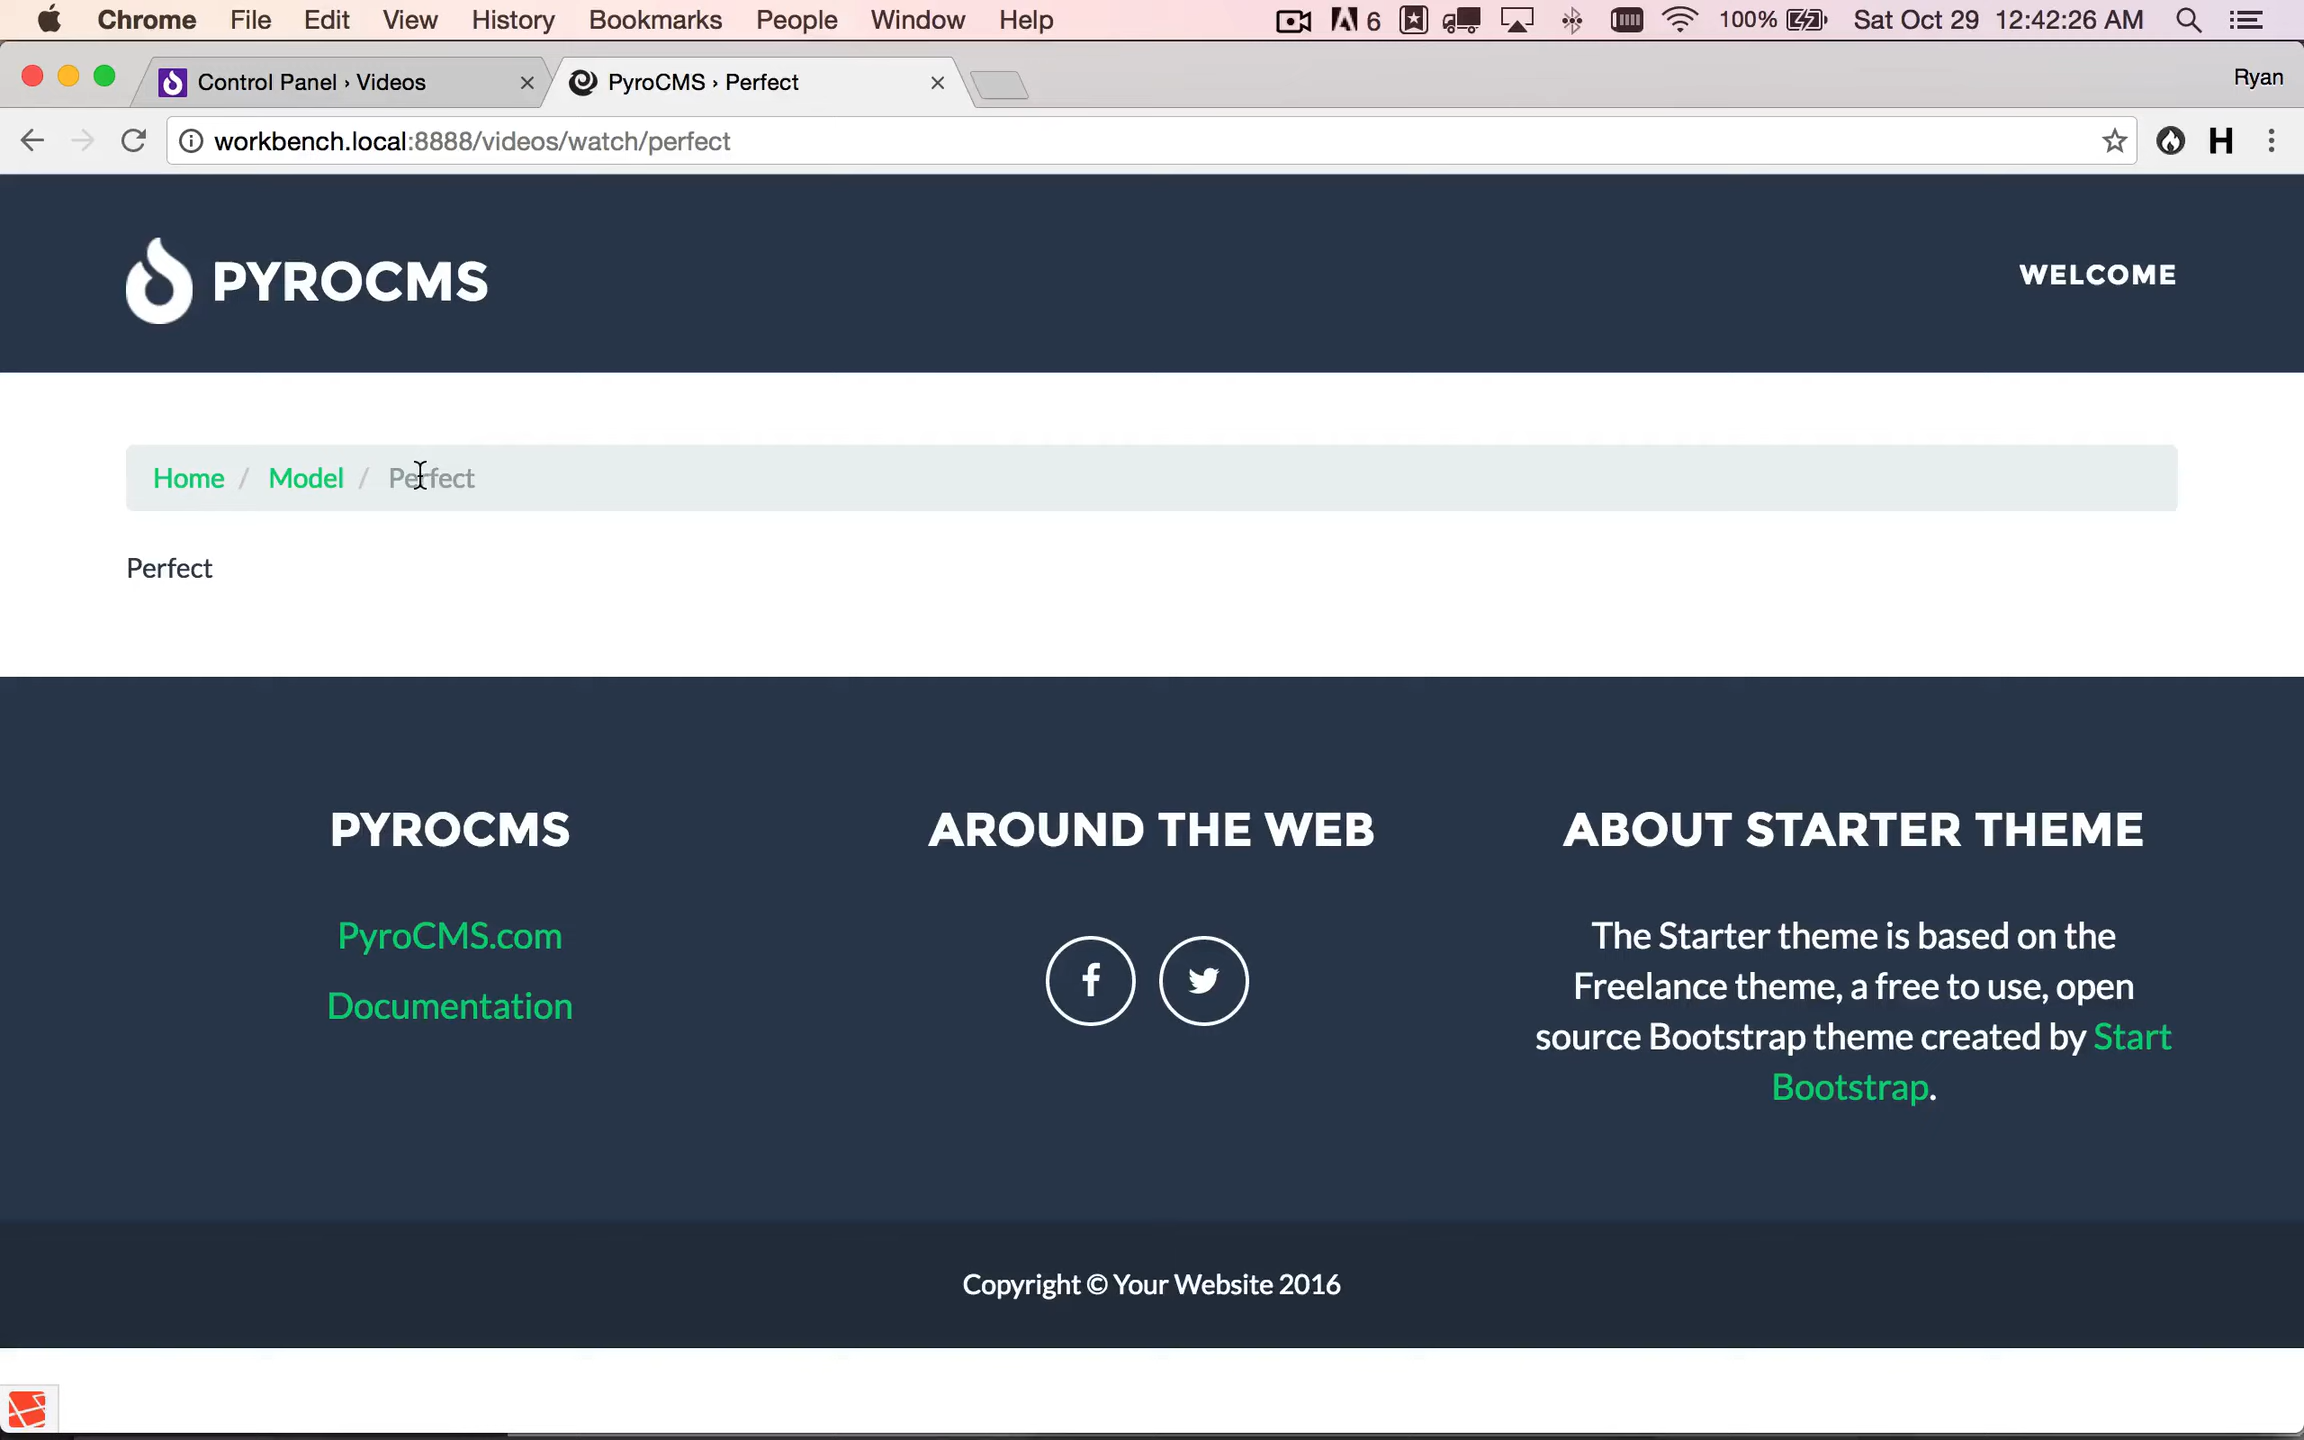 Chrome File Edit View History Bookmarks People Window Help 6 100% Sat Oct 29 12:42:26 AM
Control Panel › Videos PyroCMS › Perfect Ryan
workbench.local:8888/videos/watch/perfect H
PYROCMS
WELCOME
Home / Model / Perfect
Perfect
PYROCMS
PyroCMS.com
Documentation
AROUND THE WEB
ABOUT STARTER THEME
The Starter theme is based on the
Freelance theme, a free to use, open
source Bootstrap theme created by Start
Bootstrap.
Copyright © Your Website 2016